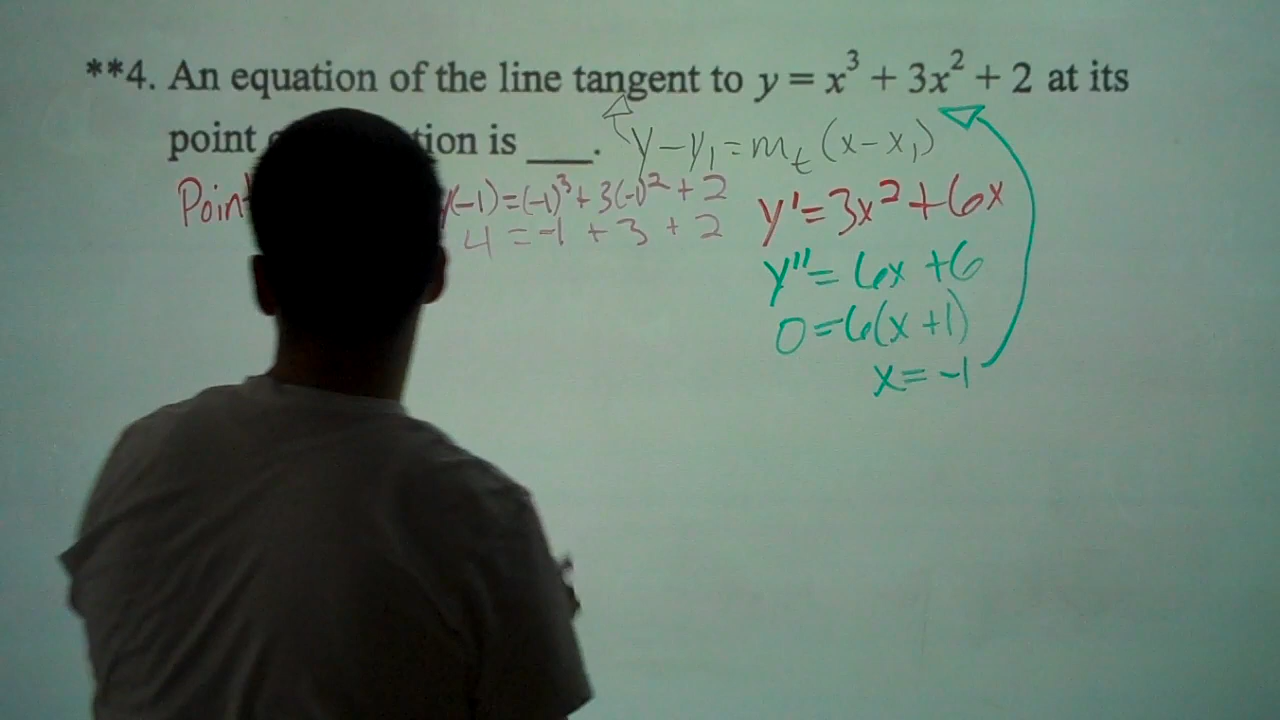 **4. An equation of the line tangent to y = x³ + 3x² + 2 at its
point tion is ___.
y-y₁=mₜ(x-x₁)
Point (-1)=(-1)³+3(-1)²+2
4=-1+3+2
y'=3x²+6x
y''=6x+6
0=6(x+1)
x=-1